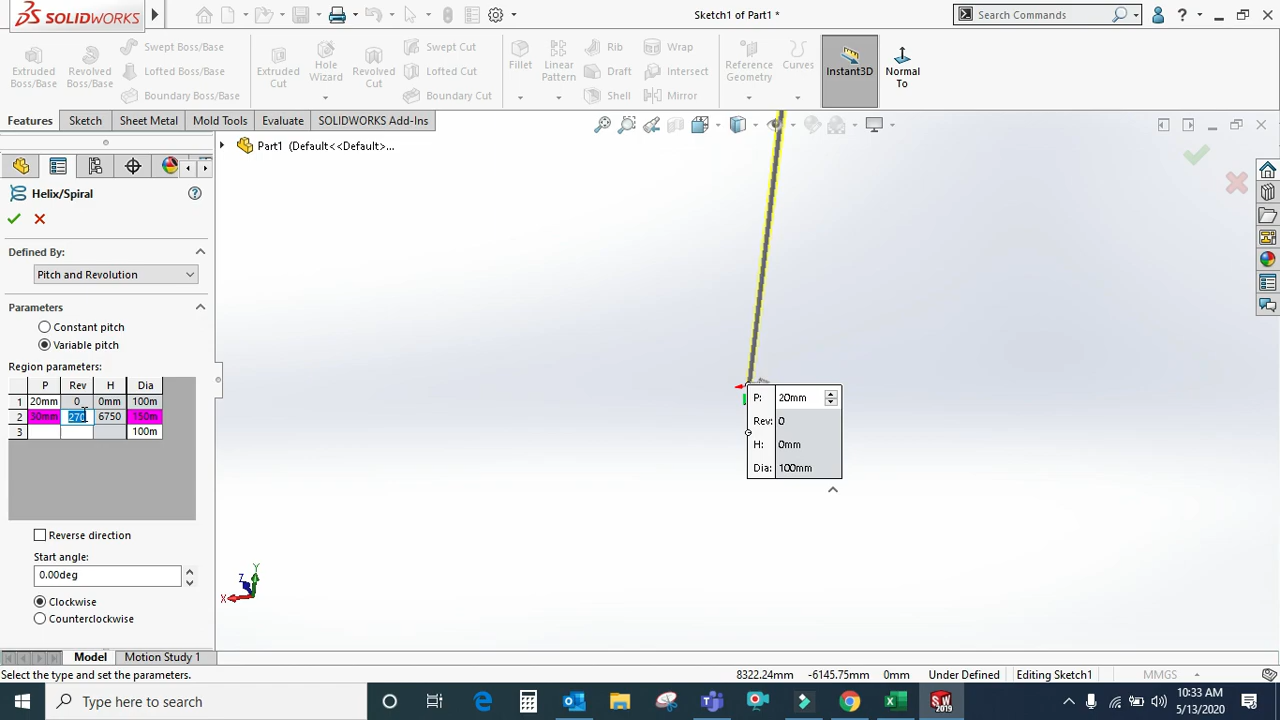 SOLIDWORKS
Sketch1 of Part1 *
Search Commands
Extruded Boss/Base
Revolved Boss/Base
Swept Boss/Base
Lofted Boss/Base
Boundary Boss/Base
Extruded Cut
Hole Wizard
Revolved Cut
Swept Cut
Lofted Cut
Boundary Cut
Fillet
Linear Pattern
Rib
Draft
Shell
Wrap
Intersect
Mirror
Reference Geometry
Curves
Instant3D
Normal To
Features
Sketch
Sheet Metal
Mold Tools
Evaluate
SOLIDWORKS Add-Ins
Part1 (Default<<Default>...
Helix/Spiral
Defined By:
Pitch and Revolution
Parameters
Constant pitch
Variable pitch
Region parameters:
P Rev H Dia
1 20mm 0 0mm 100m
2 30mm 270 6750 150m
3 100m
Reverse direction
Start angle:
0.00deg
Clockwise
Counterclockwise
P: 20mm
Rev: 0
H: 0mm
Dia: 100mm
Y
Z
X
Model
Motion Study 1
Select the type and set the parameters.
8322.24mm -6145.75mm 0mm Under Defined Editing Sketch1 MMGS
Type here to search
SW 2019
10:33 AM
5/13/2020